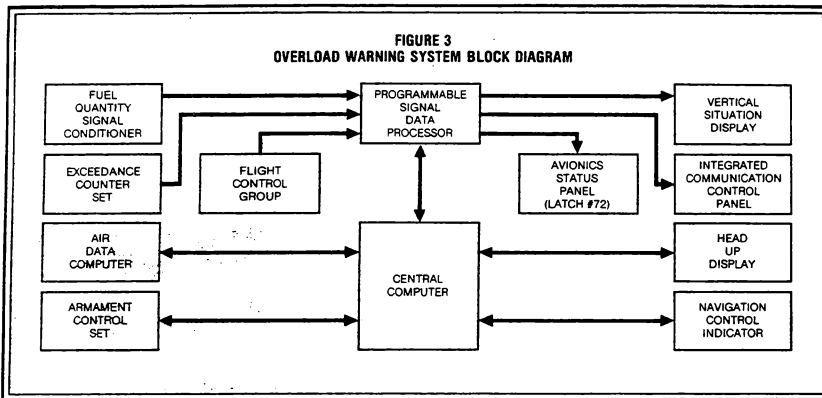 FIGURE 3
OVERLOAD WARNING SYSTEM BLOCK DIAGRAM
FUEL
QUANTITY
SIGNAL
CONDITIONER
PROGRAMMABLE
SIGNAL
DATA
PROCESSOR
VERTICAL
SITUATION
DISPLAY
EXCEEDANCE
COUNTER
SET
FLIGHT
CONTROL
GROUP
AVIONICS
STATUS
PANEL
(LATCH #72)
INTEGRATED
COMMUNICATION
CONTROL
PANEL
AIR
DATA
COMPUTER
CENTRAL
COMPUTER
HEAD
UP
DISPLAY
ARMAMENT
CONTROL
SET
NAVIGATION
CONTROL
INDICATOR